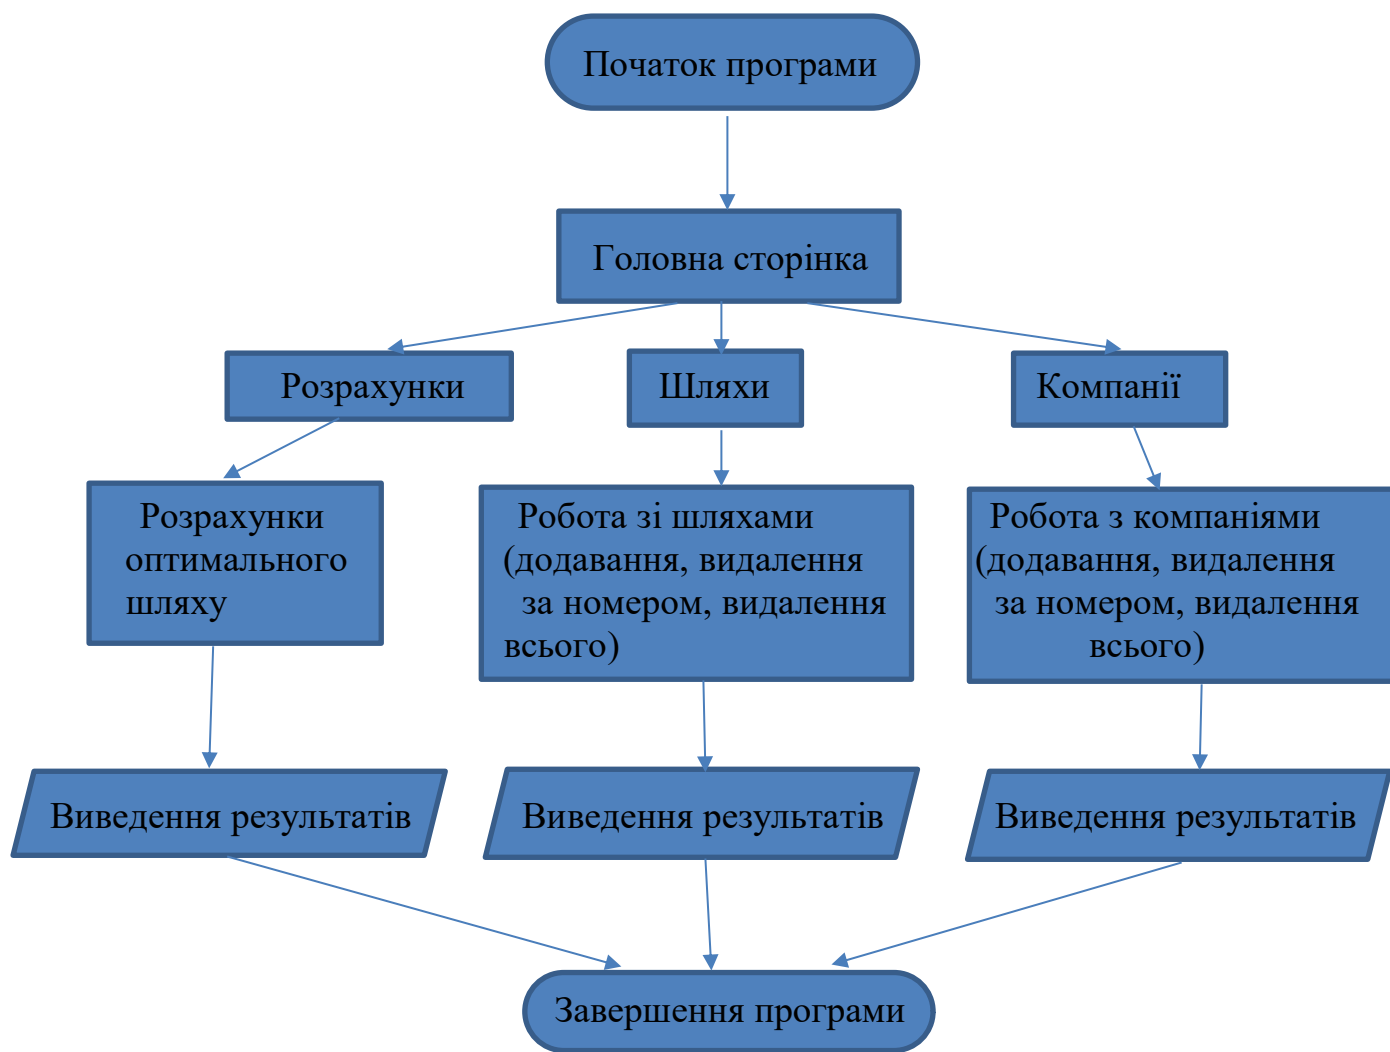 Початок програми
Головна сторінка
Розрахунки
Шляхи
Компанії
Розрахунки
оптимального
шляху
Робота зі шляхами
(додавання, видалення
за номером, видалення
всього)
Робота з компаніями
(додавання, видалення
за номером, видалення
всього)
Виведення результатів
Виведення результатів
Виведення результатів
Завершення програми